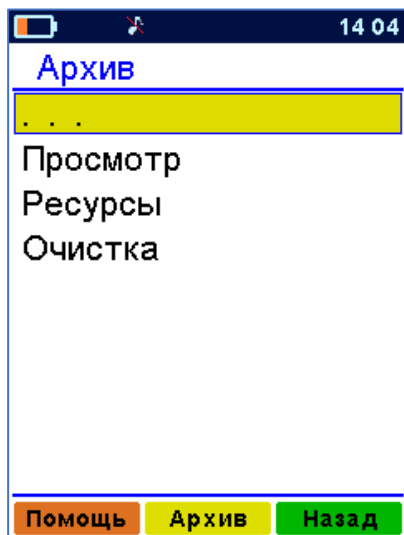 14 04
Архив
. . .
Просмотр
Ресурсы
Очистка
Помощь Архив Назад